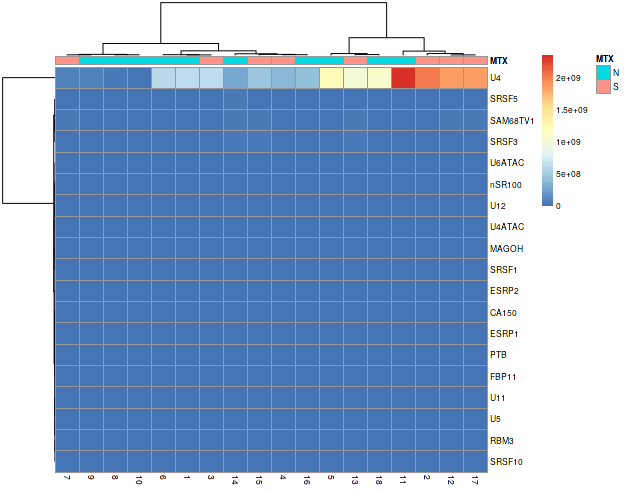 MTX
U4
SRSF5
SAM68TV1
SRSF3
U6ATAC
nSR100
U12
U4ATAC
MAGOH
SRSF1
ESRP2
CA150
ESRP1
PTB
FBP11
U11
U5
RBM3
SRSF10
7 9 8 10 6 1 3 14 15 4 16 5 13 18 11 2 12 17
2e+09
1.5e+09
1e+09
5e+08
0
MTX
N
S